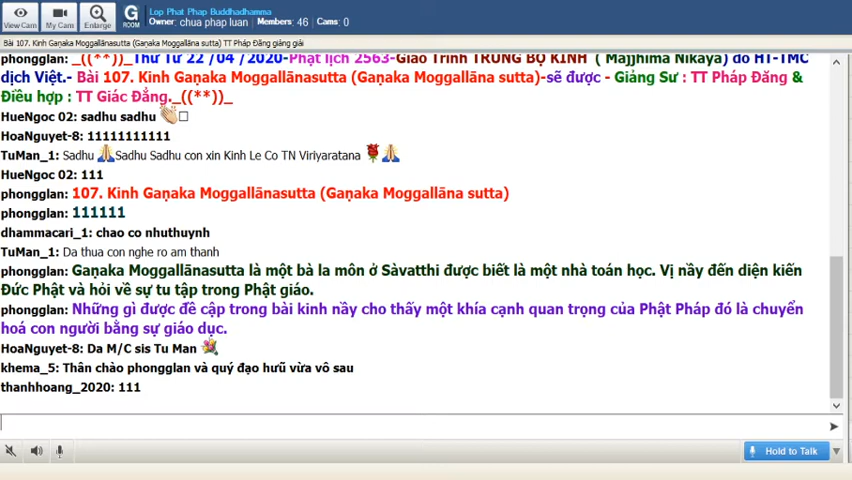 View Cam
My Cam
Enlarge
G
ROOM
Lop Phat Phap Buddhadhamma
Owner: chua phap luan Members: 46 Cams: 0
Bài 107. Kinh Gaṇaka Moggallānasutta (Gaṇaka Moggallāna sutta) TT Pháp Đăng giảng giải
phongglan: _((**))_Thứ Tư 22 /04 /2020-Phật lịch 2563-Giáo Trình TRUNG BỘ KINH ( Majjhima Nikaya) do HT-TMC
dịch Việt.- Bài 107. Kinh Gaṇaka Moggallānasutta (Gaṇaka Moggallāna sutta)-sẽ được - Giảng Sư : TT Pháp Đăng &
Điều hợp : TT Giác Đẳng._((**))_
HueNgoc 02: sadhu sadhu 👏□
HoaNguyet-8: 11111111111
TuMan_1: Sadhu 🙏Sadhu Sadhu con xin Kinh Le Co TN Viriyaratana 🌹🙏
HueNgoc 02: 111
phongglan: 107. Kinh Gaṇaka Moggallānasutta (Gaṇaka Moggallāna sutta)
phongglan: 111111
dhammacari_1: chao co nhuthuynh
TuMan_1: Da thua con nghe ro am thanh
phongglan: Gaṇaka Moggallānasutta là một bà la môn ở Sàvatthi được biết là một nhà toán học. Vị nầy đến diện kiến
Đức Phật và hỏi về sự tu tập trong Phật giáo.
phongglan: Những gì được đề cập trong bài kinh nầy cho thấy một khía cạnh quan trọng của Phật Pháp đó là chuyển
hoá con người bằng sự giáo dục.
HoaNguyet-8: Da M/C sis Tu Man 💐
khema_5: Thân chào phongglan và quý đạo hưũ vừa vô sau
thanhhoang_2020: 111
Hold to Talk